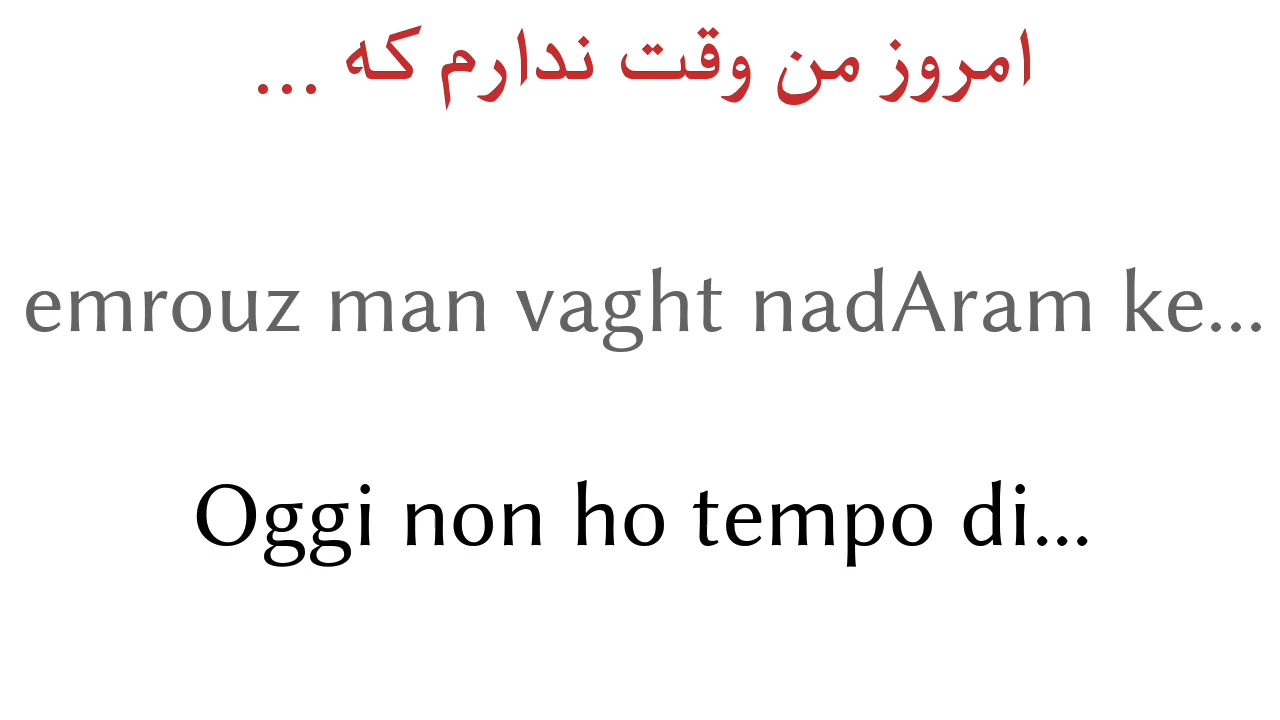 امروز من وقت ندارم که ...
emrouz man vaght nadAram ke...
Oggi non ho tempo di...